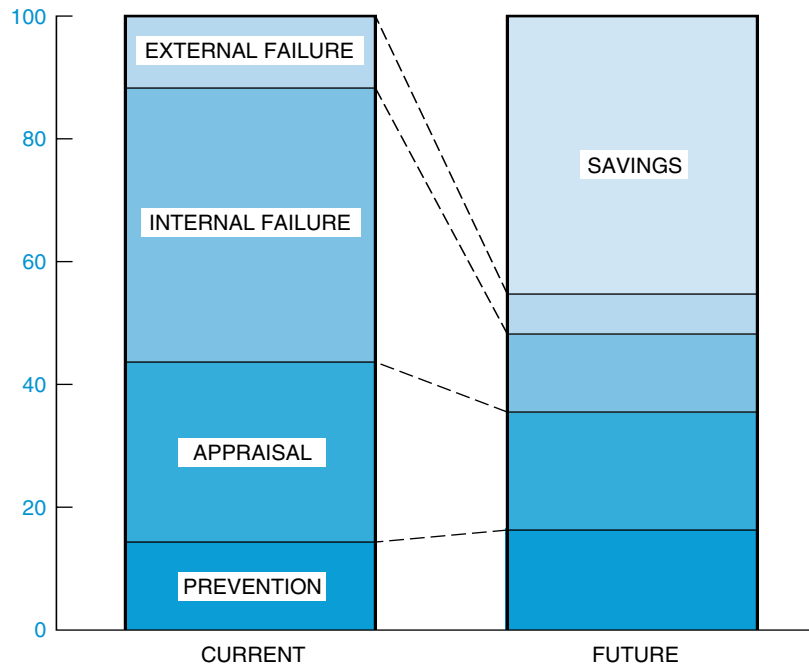 100
80
60
40
20
0
EXTERNAL FAILURE
INTERNAL FAILURE
APPRAISAL
PREVENTION
SAVINGS
CURRENT
FUTURE